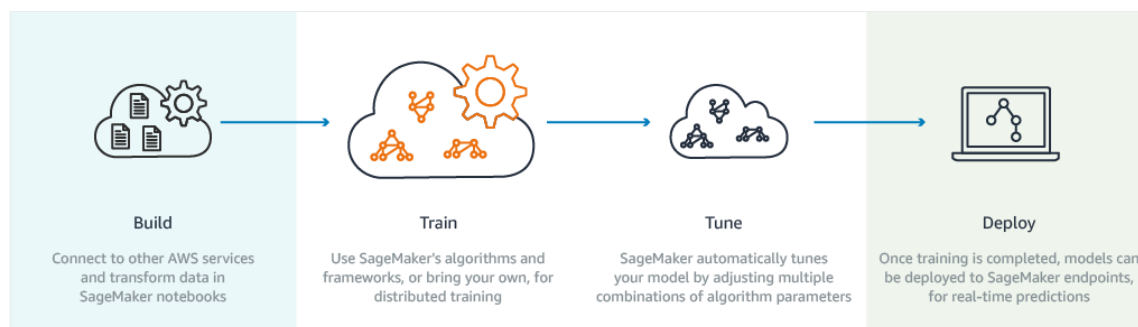 Build
Connect to other AWS services
and transform data in
SageMaker notebooks
Train
Use SageMaker's algorithms and
frameworks, or bring your own, for
distributed training
Tune
SageMaker automatically tunes
your model by adjusting multiple
combinations of algorithm parameters
Deploy
Once training is completed, models can
be deployed to SageMaker endpoints,
for real-time predictions